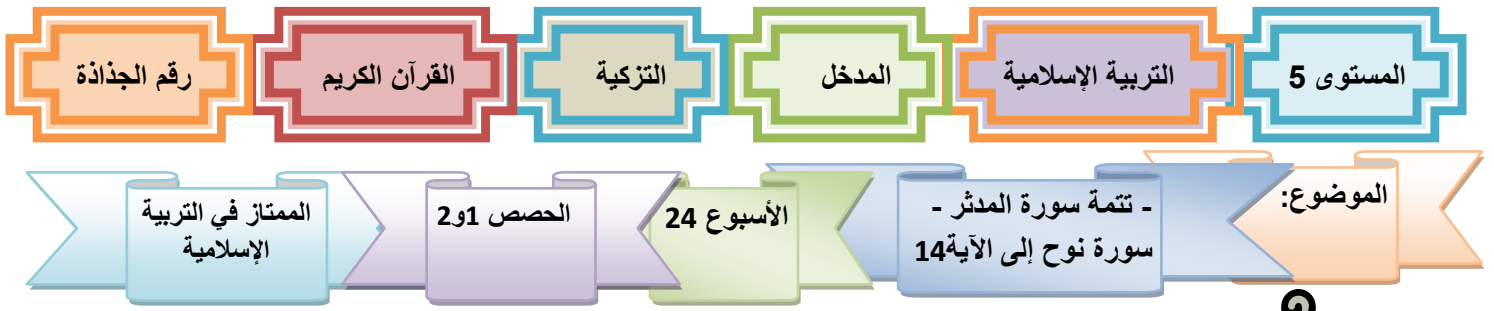 المستوى 5
التربية الإسلامية
المدخل
التزكية
القرآن الكريم
رقم الجذاذة
الموضوع:
- تتمة سورة المدثر -
سورة نوح إلى الآية14
الأسبوع 24
الحصص 1و2
الممتاز في التربية
الإسلامية